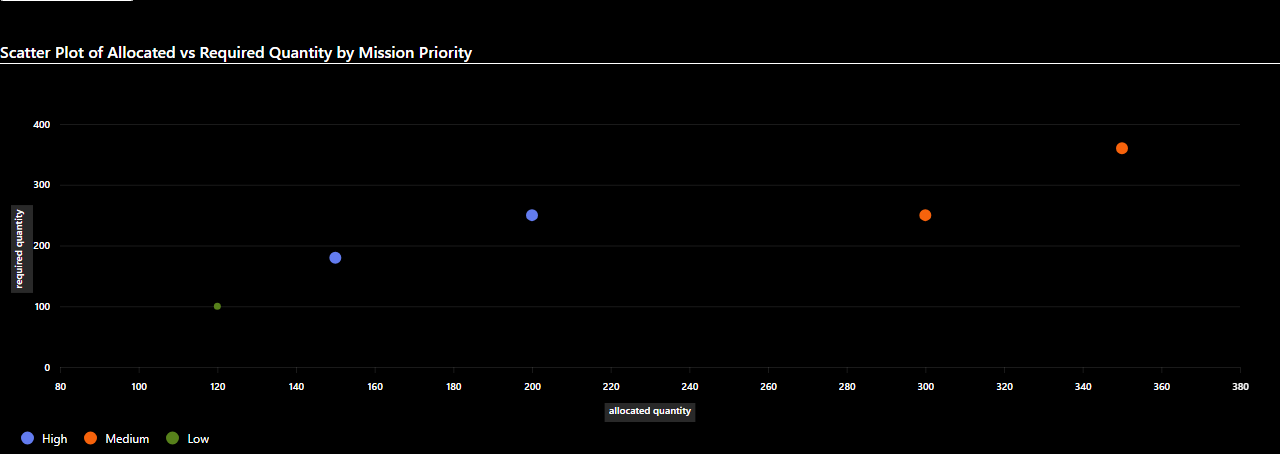 Scatter Plot of Allocated vs Required Quantity by Mission Priority
400
300
200
100
0
required quantity
80 100 120 140 160 180 200 220 240 260 280 300 320 340 360 380
allocated quantity
High Medium Low